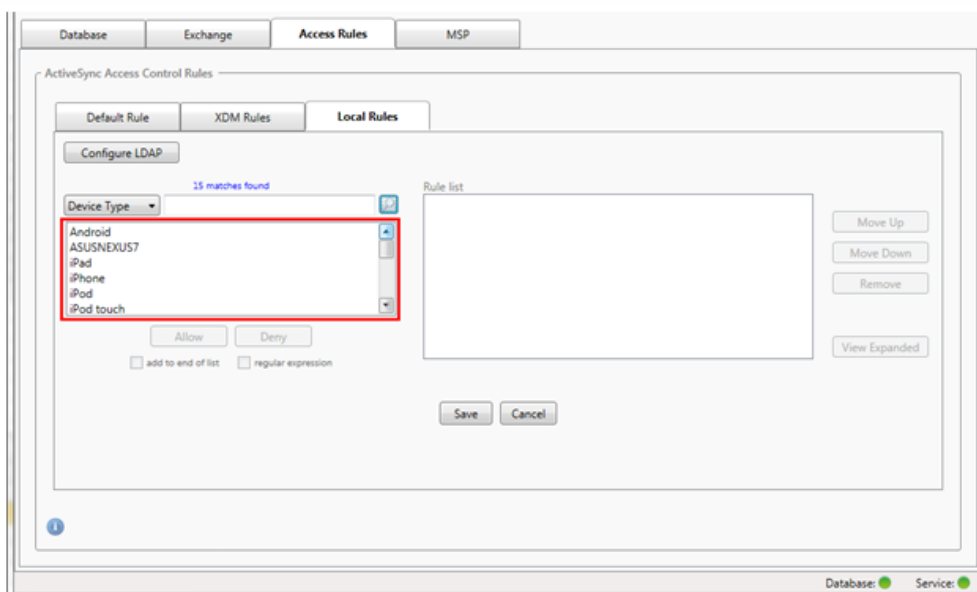 Database Exchange Access Rules MSP
ActiveSync Access Control Rules
Default Rule XDM Rules Local Rules
Configure LDAP
15 matches found
Rule list
Device Type
Android
ASUSNEXUS7
iPad
iPhone
iPod
iPod touch
Move Up
Move Down
Remove
Allow Deny
View Expanded
add to end of list regular expression
Save Cancel
Database: Service: